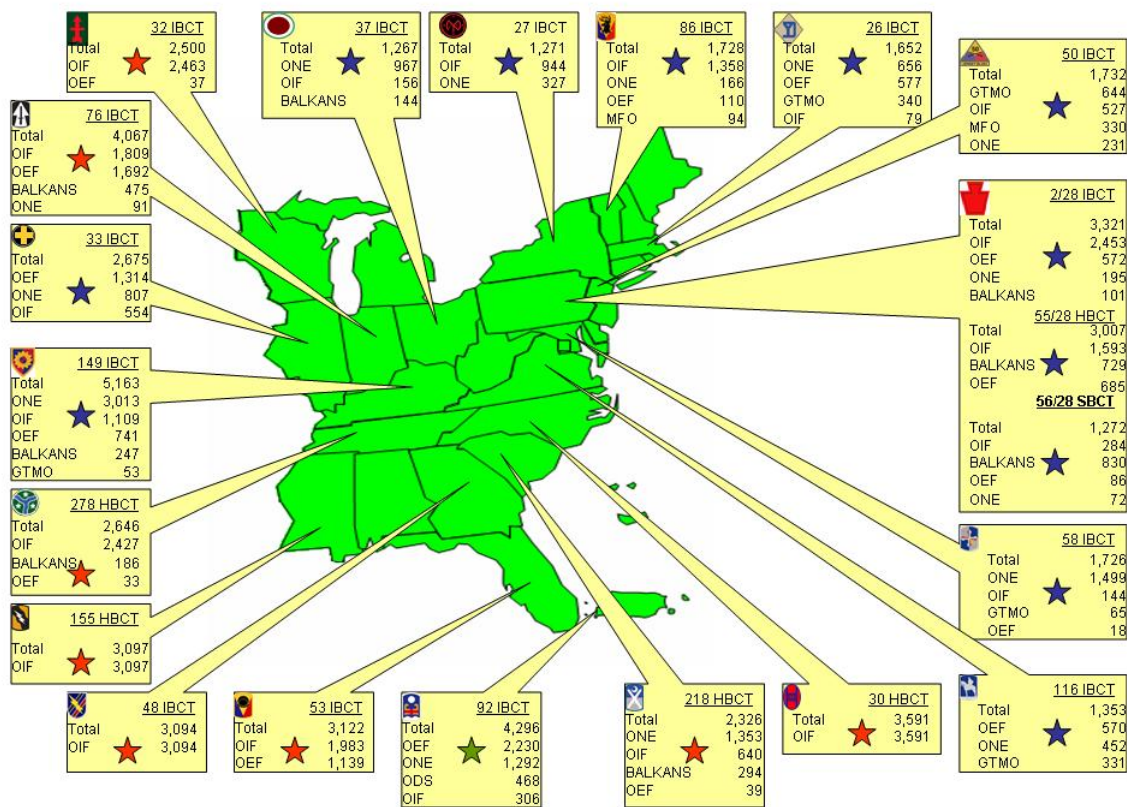 32 IBCT
Total 2,500
OIF 2,463
OEF 37
37 IBCT
Total 1,267
ONE 967
OIF 156
BALKANS 144
27 IBCT
Total 1,271
OIF 944
ONE 327
86 IBCT
Total 1,728
OIF 1,358
ONE 166
OEF 110
MFO 94
26 IBCT
Total 1,652
ONE 656
OEF 577
GTMO 340
OIF 79
50 IBCT
Total 1,732
GTMO 644
OIF 527
MFO 330
ONE 231
76 IBCT
Total 4,067
OIF 1,809
OEF 1,692
BALKANS 475
ONE 91
2/28 IBCT
Total 3,321
OIF 2,453
OEF 572
ONE 195
BALKANS 101
55/28 HBCT
Total 3,007
OIF 1,593
BALKANS 729
OEF 685
56/28 SBCT
Total 1,272
OIF 284
BALKANS 830
OEF 86
ONE 72
33 IBCT
Total 2,675
OEF 1,314
ONE 807
OIF 554
149 IBCT
Total 5,163
ONE 3,013
OIF 1,109
OEF 741
BALKANS 247
GTMO 53
278 HBCT
Total 2,646
OIF 2,427
BALKANS 186
OEF 33
58 IBCT
Total 1,726
ONE 1,499
OIF 144
GTMO 65
OEF 18
155 HBCT
Total 3,097
OIF 3,097
48 IBCT
Total 3,094
OIF 3,094
53 IBCT
Total 3,122
OIF 1,983
OEF 1,139
92 IBCT
Total 4,296
OEF 2,230
ONE 1,292
ODS 468
OIF 306
218 HBCT
Total 2,326
ONE 1,353
OIF 640
BALKANS 294
OEF 39
30 HBCT
Total 3,591
OIF 3,591
116 IBCT
Total 1,353
OEF 570
ONE 452
GTMO 331